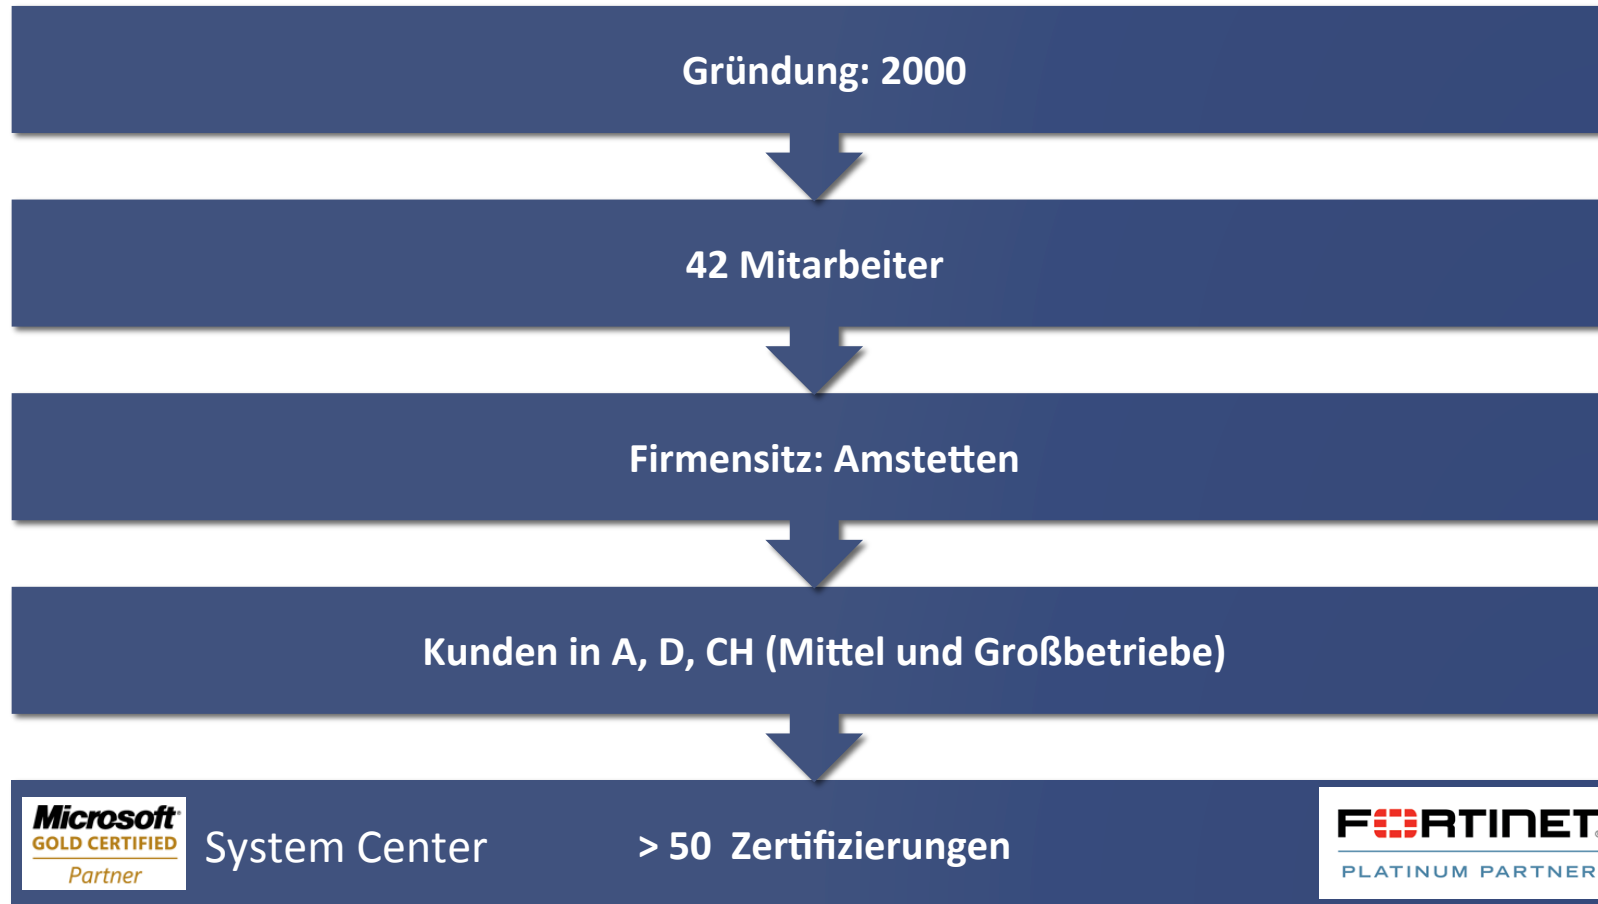 Gründung: 2000
42 Mitarbeiter
Firmensitz: Amstetten
Kunden in A, D, CH (Mittel und Großbetriebe)
Microsoft
GOLD CERTIFIED
Partner
System Center
> 50 Zertifizierungen
FORTINET®
PLATINUM PARTNER